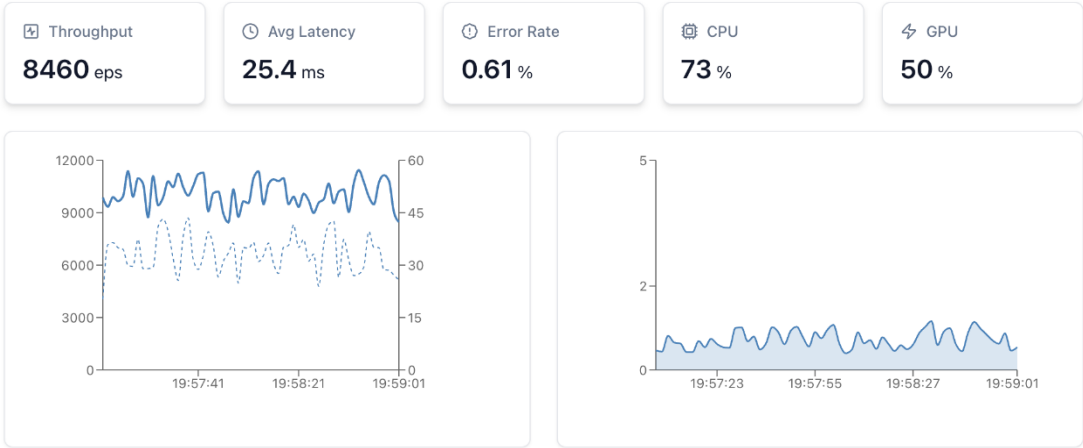 Throughput
8460 eps
Avg Latency
25.4 ms
Error Rate
0.61 %
CPU
73 %
GPU
50 %
12000
9000
6000
3000
0
60
45
30
15
0
19:57:41 19:58:21 19:59:01
5
2
0
19:57:23 19:57:55 19:58:27 19:59:01